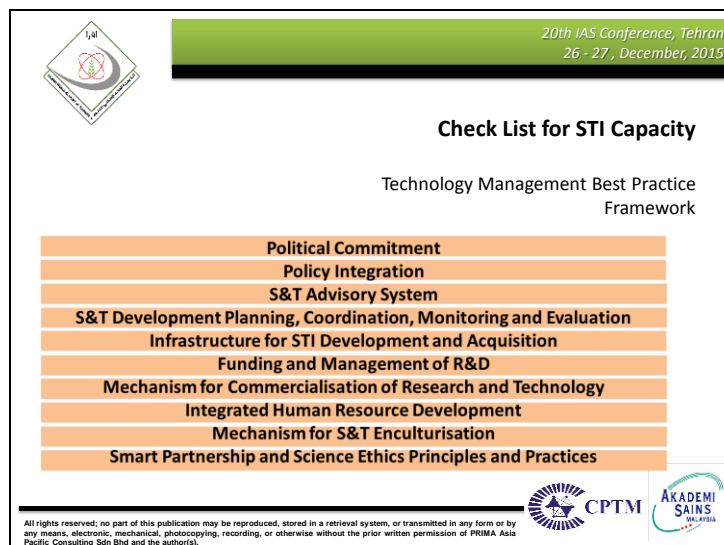 20th IAS Conference, Tehran
26 - 27 , December, 2015
Check List for STI Capacity
Technology Management Best Practice
Framework
Political Commitment
Policy Integration
S&T Advisory System
S&T Development Planning, Coordination, Monitoring and Evaluation
Infrastructure for STI Development and Acquisition
Funding and Management of R&D
Mechanism for Commercialisation of Research and Technology
Integrated Human Resource Development
Mechanism for S&T Enculturisation
Smart Partnership and Science Ethics Principles and Practices
CPTM
AKADEMI
SAINS
MALAYSIA
All rights reserved; no part of this publication may be reproduced, stored in a retrieval system, or transmitted in any form or by
any means, electronic, mechanical, photocopying, recording, or otherwise without the prior written permission of PRIMA Asia
Pacific Consulting Sdn Bhd and the author(s).